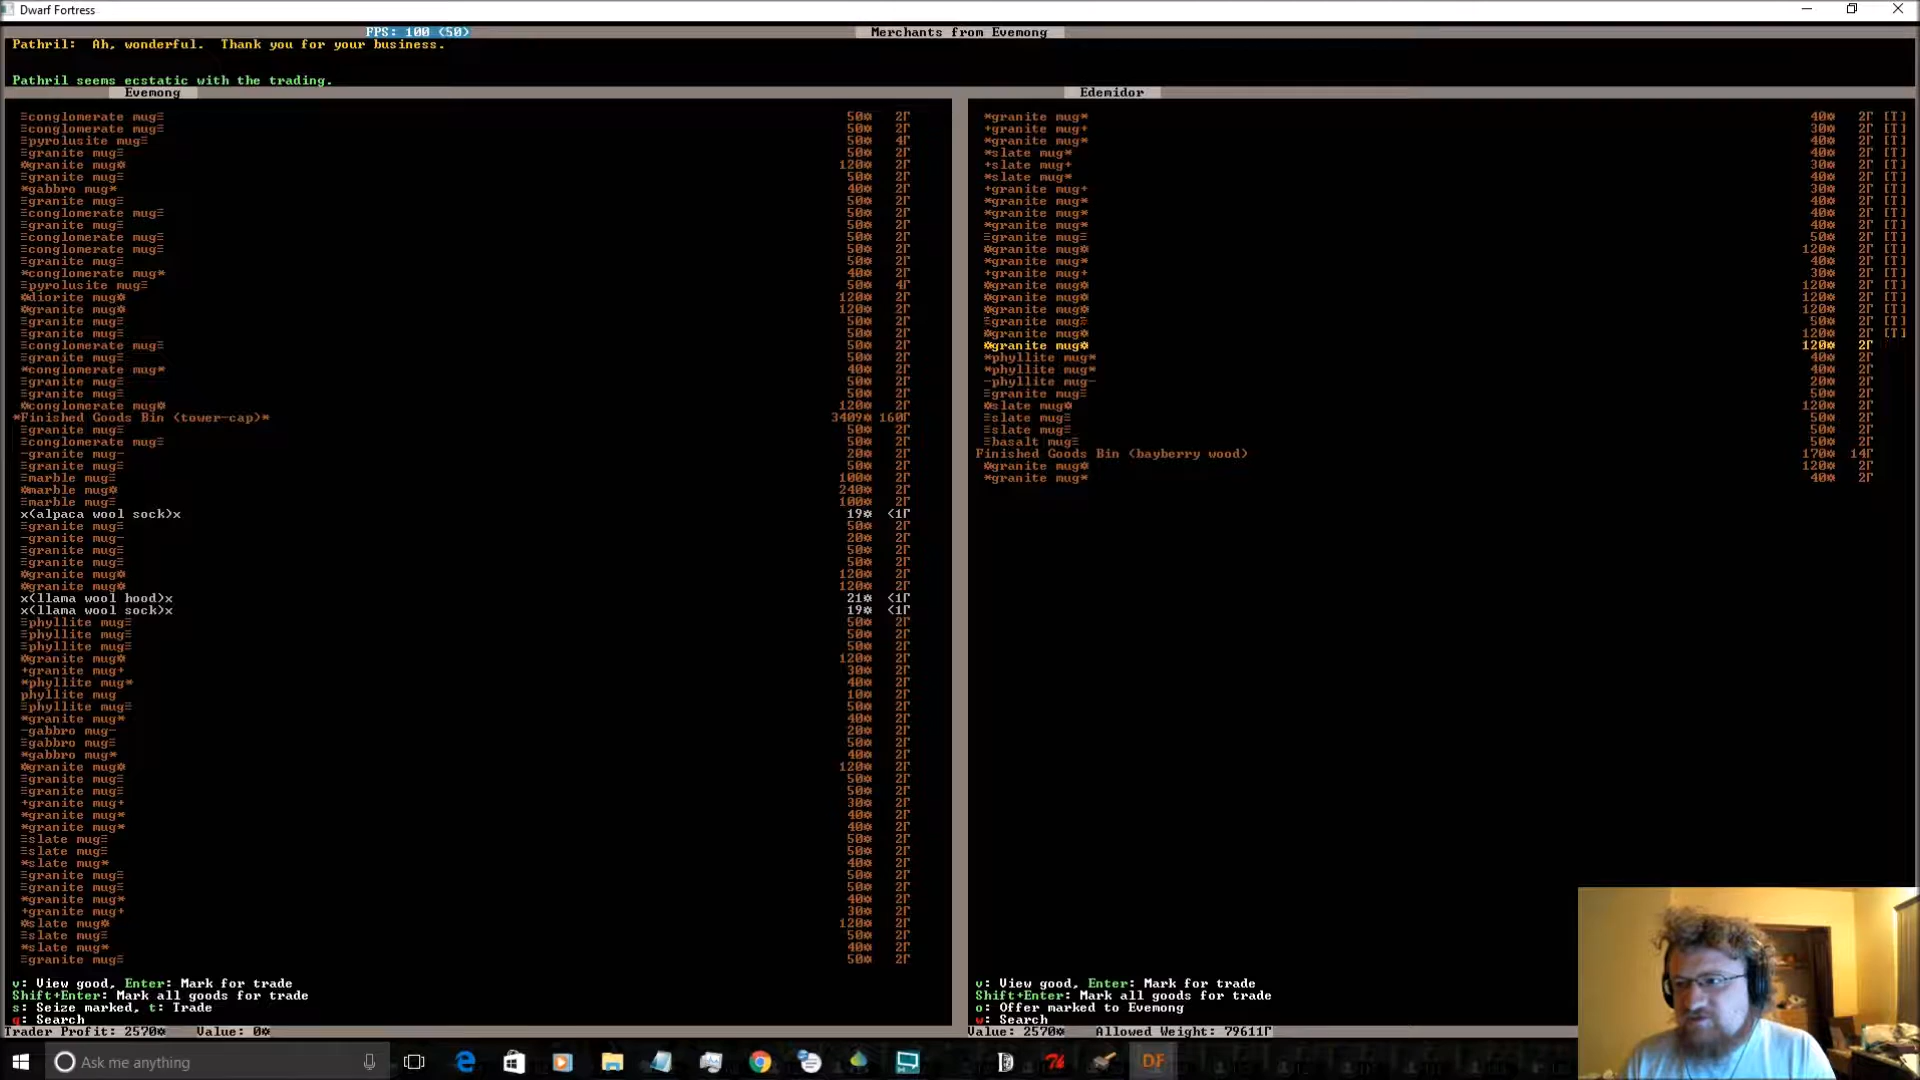 Dwarf Fortress
FPS: 100 (50)
Merchants from Evemong
Pathril: Ah, wonderful. Thank you for your business.
Pathril seems ecstatic with the trading.
Evemong
≡conglomerate mug≡ 50☼ 2Γ
≡conglomerate mug≡ 50☼ 2Γ
≡pyrolusite mug≡ 50☼ 4Γ
≡granite mug≡ 50☼ 2Γ
☼granite mug☼ 120☼ 2Γ
≡granite mug≡ 50☼ 2Γ
*gabbro mug* 40☼ 2Γ
≡granite mug≡ 50☼ 2Γ
≡conglomerate mug≡ 50☼ 2Γ
≡granite mug≡ 50☼ 2Γ
≡conglomerate mug≡ 50☼ 2Γ
≡conglomerate mug≡ 50☼ 2Γ
≡granite mug≡ 50☼ 2Γ
*conglomerate mug* 40☼ 2Γ
≡pyrolusite mug≡ 50☼ 4Γ
☼diorite mug☼ 120☼ 2Γ
☼granite mug☼ 120☼ 2Γ
≡granite mug≡ 50☼ 2Γ
≡granite mug≡ 50☼ 2Γ
≡conglomerate mug≡ 50☼ 2Γ
≡granite mug≡ 50☼ 2Γ
*conglomerate mug* 40☼ 2Γ
≡granite mug≡ 50☼ 2Γ
≡granite mug≡ 50☼ 2Γ
☼conglomerate mug☼ 120☼ 2Γ
*Finished Goods Bin (tower-cap)* 3409☼ 160Γ
≡granite mug≡ 50☼ 2Γ
≡conglomerate mug≡ 50☼ 2Γ
-granite mug- 20☼ 2Γ
≡granite mug≡ 50☼ 2Γ
≡marble mug≡ 100☼ 2Γ
☼marble mug☼ 240☼ 2Γ
≡marble mug≡ 100☼ 2Γ
x(alpaca wool sock)x 19☼ <1Γ
≡granite mug≡ 50☼ 2Γ
-granite mug- 20☼ 2Γ
≡granite mug≡ 50☼ 2Γ
≡granite mug≡ 50☼ 2Γ
☼granite mug☼ 120☼ 2Γ
☼granite mug☼ 120☼ 2Γ
x(llama wool hood)x 21☼ <1Γ
x(llama wool sock)x 19☼ <1Γ
≡phyllite mug≡ 50☼ 2Γ
≡phyllite mug≡ 50☼ 2Γ
≡phyllite mug≡ 50☼ 2Γ
☼granite mug☼ 120☼ 2Γ
+granite mug+ 30☼ 2Γ
*phyllite mug* 40☼ 2Γ
phyllite mug 10☼ 2Γ
≡phyllite mug≡ 50☼ 2Γ
*granite mug* 40☼ 2Γ
-gabbro mug- 20☼ 2Γ
≡gabbro mug≡ 50☼ 2Γ
*gabbro mug* 40☼ 2Γ
☼granite mug☼ 120☼ 2Γ
≡granite mug≡ 50☼ 2Γ
≡granite mug≡ 50☼ 2Γ
+granite mug+ 30☼ 2Γ
*granite mug* 40☼ 2Γ
*granite mug* 40☼ 2Γ
≡slate mug≡ 50☼ 2Γ
≡slate mug≡ 50☼ 2Γ
*slate mug* 40☼ 2Γ
≡granite mug≡ 50☼ 2Γ
≡granite mug≡ 50☼ 2Γ
*granite mug* 40☼ 2Γ
+granite mug+ 30☼ 2Γ
☼slate mug☼ 120☼ 2Γ
≡slate mug≡ 50☼ 2Γ
*slate mug* 40☼ 2Γ
≡granite mug≡ 50☼ 2Γ
v: View good, Enter: Mark for trade
Shift+Enter: Mark all goods for trade
s: Seize marked, t: Trade
q: Search
Trader Profit: 2570☼ Value: 0☼
Edemidor
*granite mug* 40☼ 2Γ [T]
+granite mug+ 30☼ 2Γ [T]
*granite mug* 40☼ 2Γ [T]
*slate mug* 40☼ 2Γ [T]
+slate mug+ 30☼ 2Γ [T]
*slate mug* 40☼ 2Γ [T]
+granite mug+ 30☼ 2Γ [T]
*granite mug* 40☼ 2Γ [T]
*granite mug* 40☼ 2Γ [T]
*granite mug* 40☼ 2Γ [T]
≡granite mug≡ 50☼ 2Γ [T]
☼granite mug☼ 120☼ 2Γ [T]
*granite mug* 40☼ 2Γ [T]
+granite mug+ 30☼ 2Γ [T]
☼granite mug☼ 120☼ 2Γ [T]
☼granite mug☼ 120☼ 2Γ [T]
☼granite mug☼ 120☼ 2Γ [T]
≡granite mug≡ 50☼ 2Γ [T]
☼granite mug☼ 120☼ 2Γ [T]
☼granite mug☼ 120☼ 2Γ
*phyllite mug* 40☼ 2Γ
*phyllite mug* 40☼ 2Γ
-phyllite mug- 20☼ 2Γ
≡granite mug≡ 50☼ 2Γ
☼slate mug☼ 120☼ 2Γ
≡slate mug≡ 50☼ 2Γ
≡slate mug≡ 50☼ 2Γ
≡basalt mug≡ 50☼ 2Γ
Finished Goods Bin (bayberry wood) 170☼ 14Γ
☼granite mug☼ 120☼ 2Γ
*granite mug* 40☼ 2Γ
v: View good, Enter: Mark for trade
Shift+Enter: Mark all goods for trade
o: Offer marked to Evemong
w: Search
Value: 2570☼ Allowed Weight: 79611Γ
Ask me anything
DF